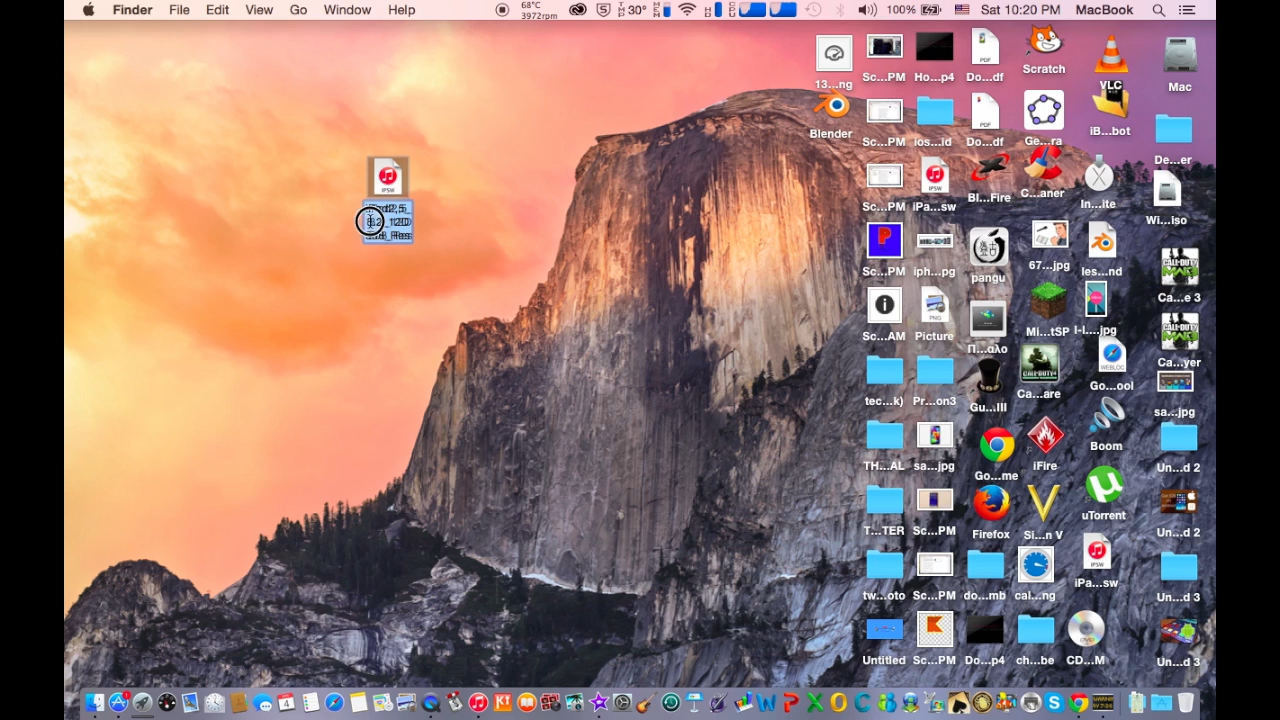 Finder File Edit View Go Window Help 68°C 3972rpm 30° 100% Sat 10:20 PM MacBook
13...ng Sc...PM Ho...p4 Do...df Scratch VLC Mac
Blender Sc...PM ios...id Do...df Ge...ra iB...bot De...er
Sc...PM iPa...sw Bl...Fire C...aner In...ite Wi...iso
IPSW
Sc...PM iph...pg pangu 67...jpg les...nd Ca...e 3
Sc...AM Picture Π...αλο Mi...tSP I-I....jpg Ca...yer
tec...k) Pr...on3 Gu...III Ca...are Go...ool sa...jpg
TH...AL sa...jpg Go...me iFire Boom Un...d 2
T...TER Sc...PM Firefox Si...n V uTorrent Un...d 2
tw...oto Sc...PM do...mb cal...ng iPa...sw Un...d 3
Untitled Sc...PM Do...p4 ch...be CD...M Un...d 3